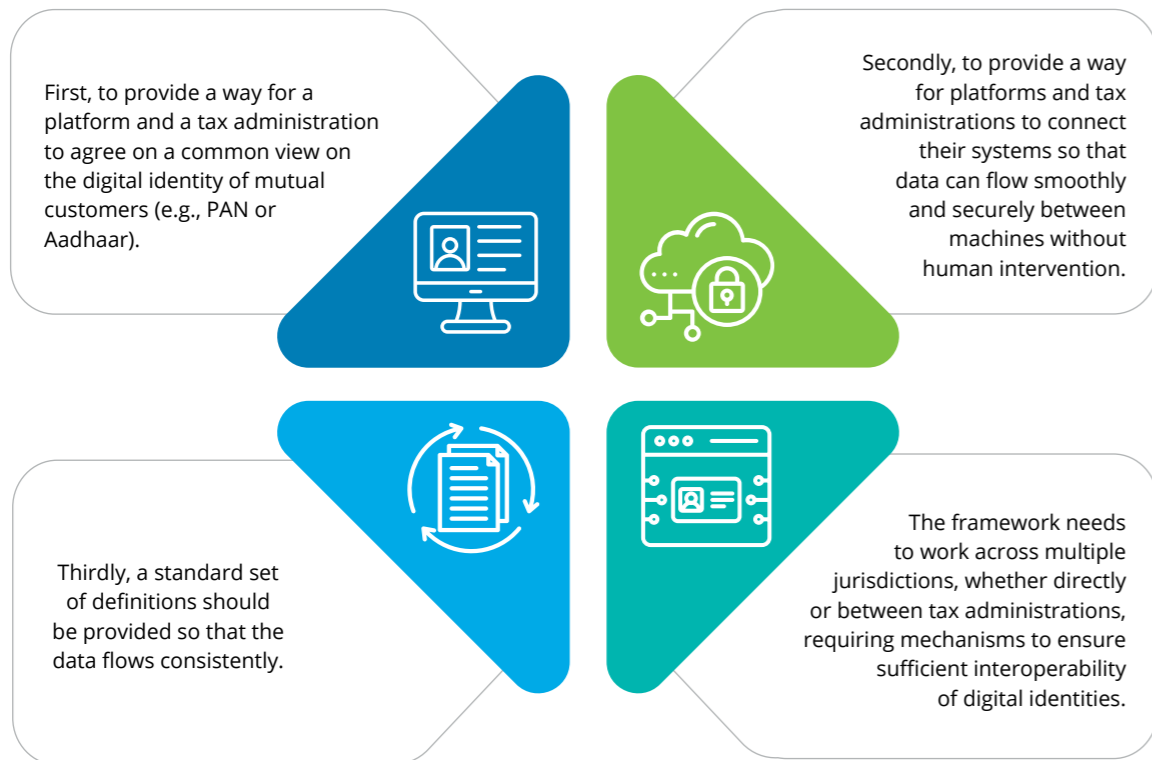 First, to provide a way for a
platform and a tax administration
to agree on a common view on
the digital identity of mutual
customers (e.g., PAN or
Aadhaar).
Secondly, to provide a way
for platforms and tax
administrations to connect
their systems so that
data can flow smoothly
and securely between
machines without
human intervention.
Thirdly, a standard set
of definitions should
be provided so that the
data flows consistently.
The framework needs
to work across multiple
jurisdictions, whether directly
or between tax administrations,
requiring mechanisms to ensure
sufficient interoperability
of digital identities.